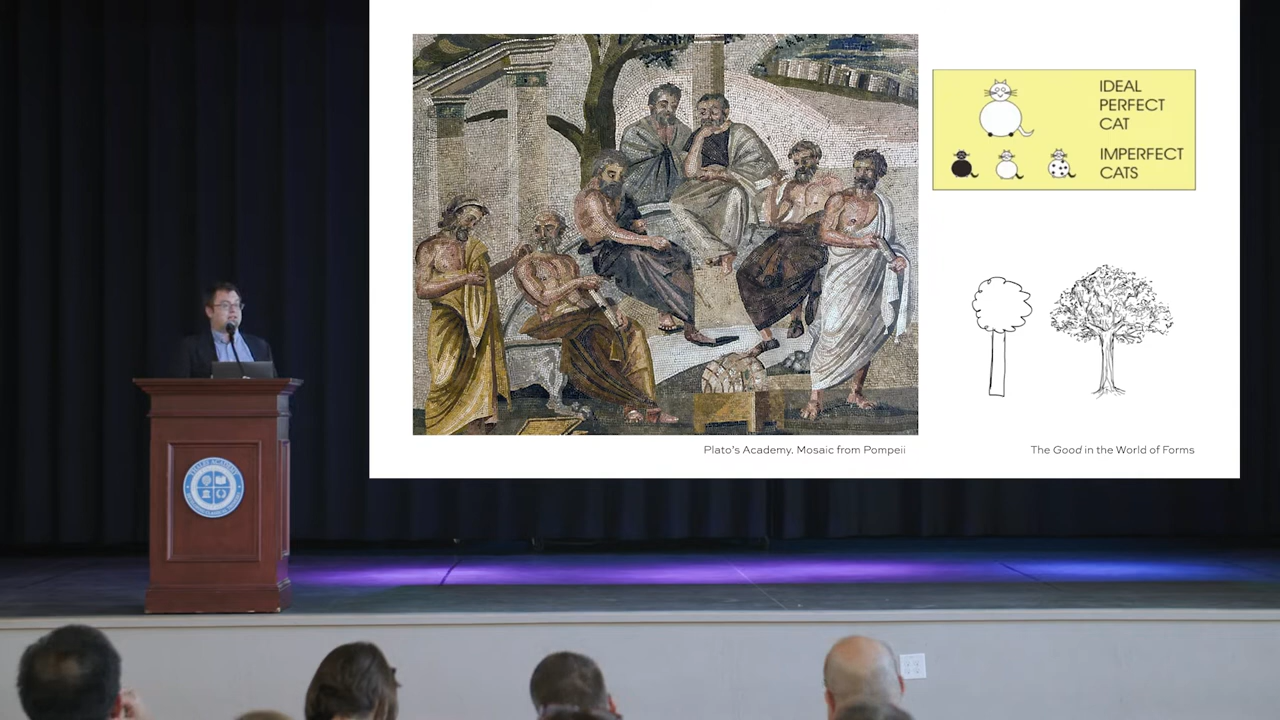 IDEAL
PERFECT
CAT
IMPERFECT
CATS
Plato's Academy. Mosaic from Pompeii
The Good in the World of Forms